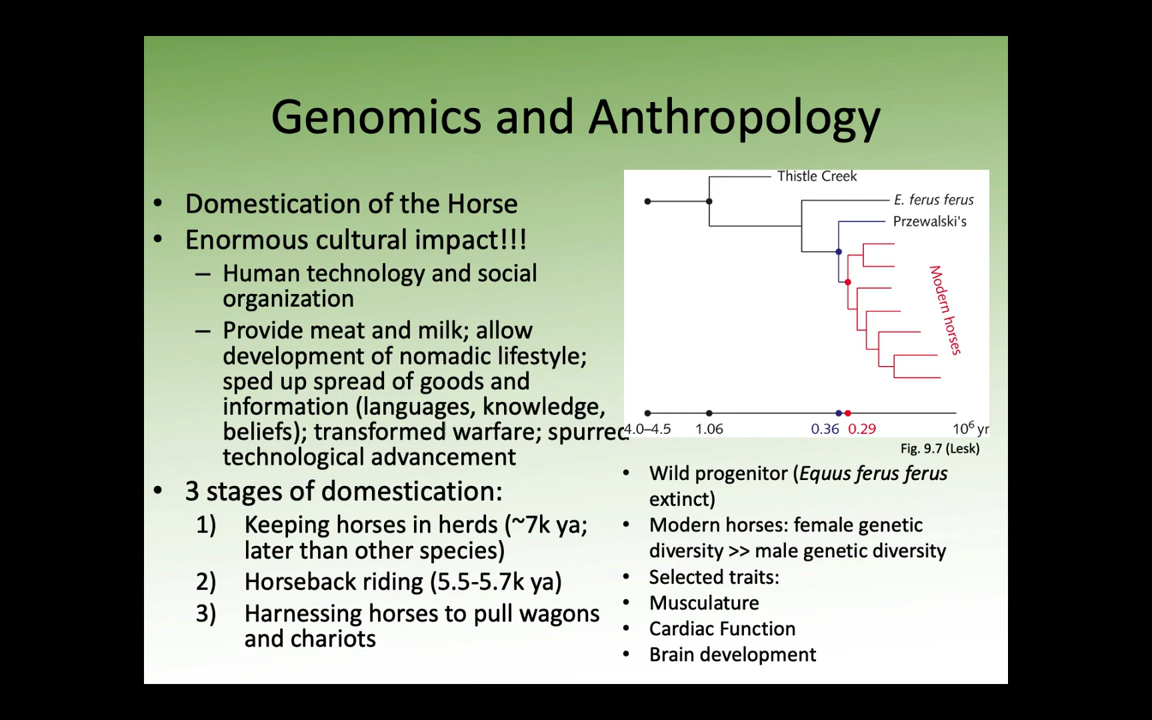 Genomics and Anthropology
• Domestication of the Horse
• Enormous cultural impact!!!
– Human technology and social
organization
– Provide meat and milk; allow
development of nomadic lifestyle;
sped up spread of goods and
information (languages, knowledge,
beliefs); transformed warfare; spurred
technological advancement
• 3 stages of domestication:
1) Keeping horses in herds (~7k ya;
later than other species)
2) Horseback riding (5.5-5.7k ya)
3) Harnessing horses to pull wagons
and chariots
Thistle Creek
E. ferus ferus
Przewalski's
Modern horses
4.0–4.5 1.06 0.36 0.29 10⁶ yr
Fig. 9.7 (Lesk)
• Wild progenitor (Equus ferus ferus
extinct)
• Modern horses: female genetic
diversity >> male genetic diversity
• Selected traits:
• Musculature
• Cardiac Function
• Brain development